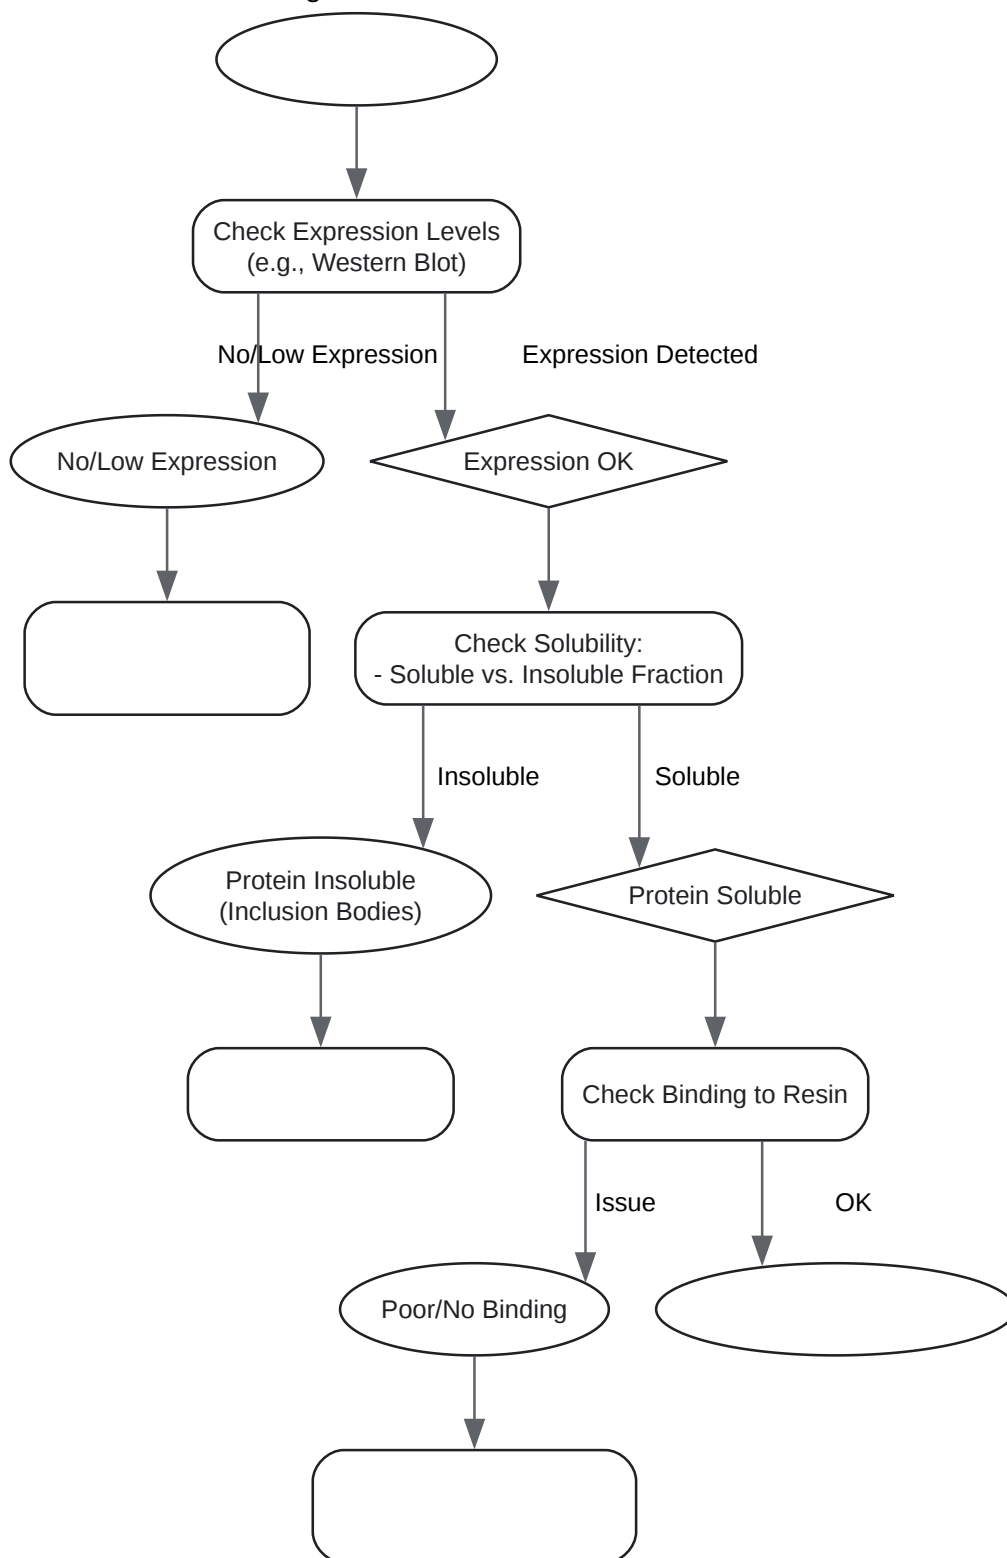 Check Expression Levels
(e.g., Western Blot)
No/Low Expression
Expression Detected
No/Low Expression
Expression OK
Check Solubility:
- Soluble vs. Insoluble Fraction
Insoluble
Soluble
Protein Insoluble
(Inclusion Bodies)
Protein Soluble
Check Binding to Resin
Issue
OK
Poor/No Binding